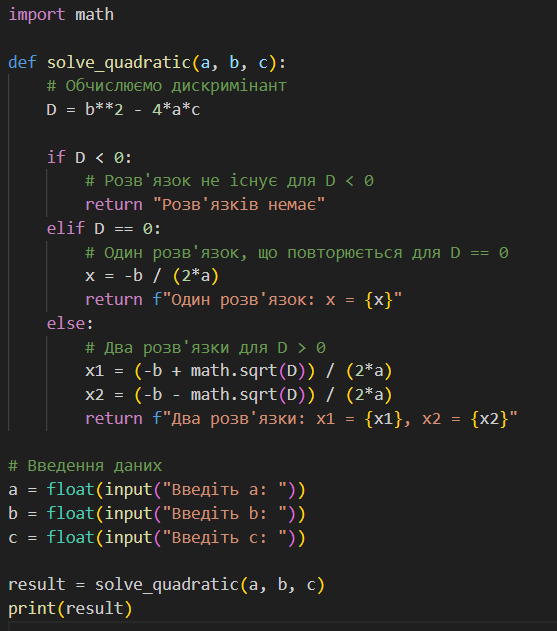 import math
def solve_quadratic(a, b, c):
# Обчислюємо дискримінант
D = b**2 - 4*a*c
if D < 0:
# Розв'язок не існує для D < 0
return "Розв'язків немає"
elif D == 0:
# Один розв'язок, що повторюється для D == 0
x = -b / (2*a)
return f"Один розв'язок: x = {x}"
else:
# Два розв'язки для D > 0
x1 = (-b + math.sqrt(D)) / (2*a)
x2 = (-b - math.sqrt(D)) / (2*a)
return f"Два розв'язки: x1 = {x1}, x2 = {x2}"
# Введення даних
a = float(input("Введіть a: "))
b = float(input("Введіть b: "))
c = float(input("Введіть c: "))
result = solve_quadratic(a, b, c)
print(result)